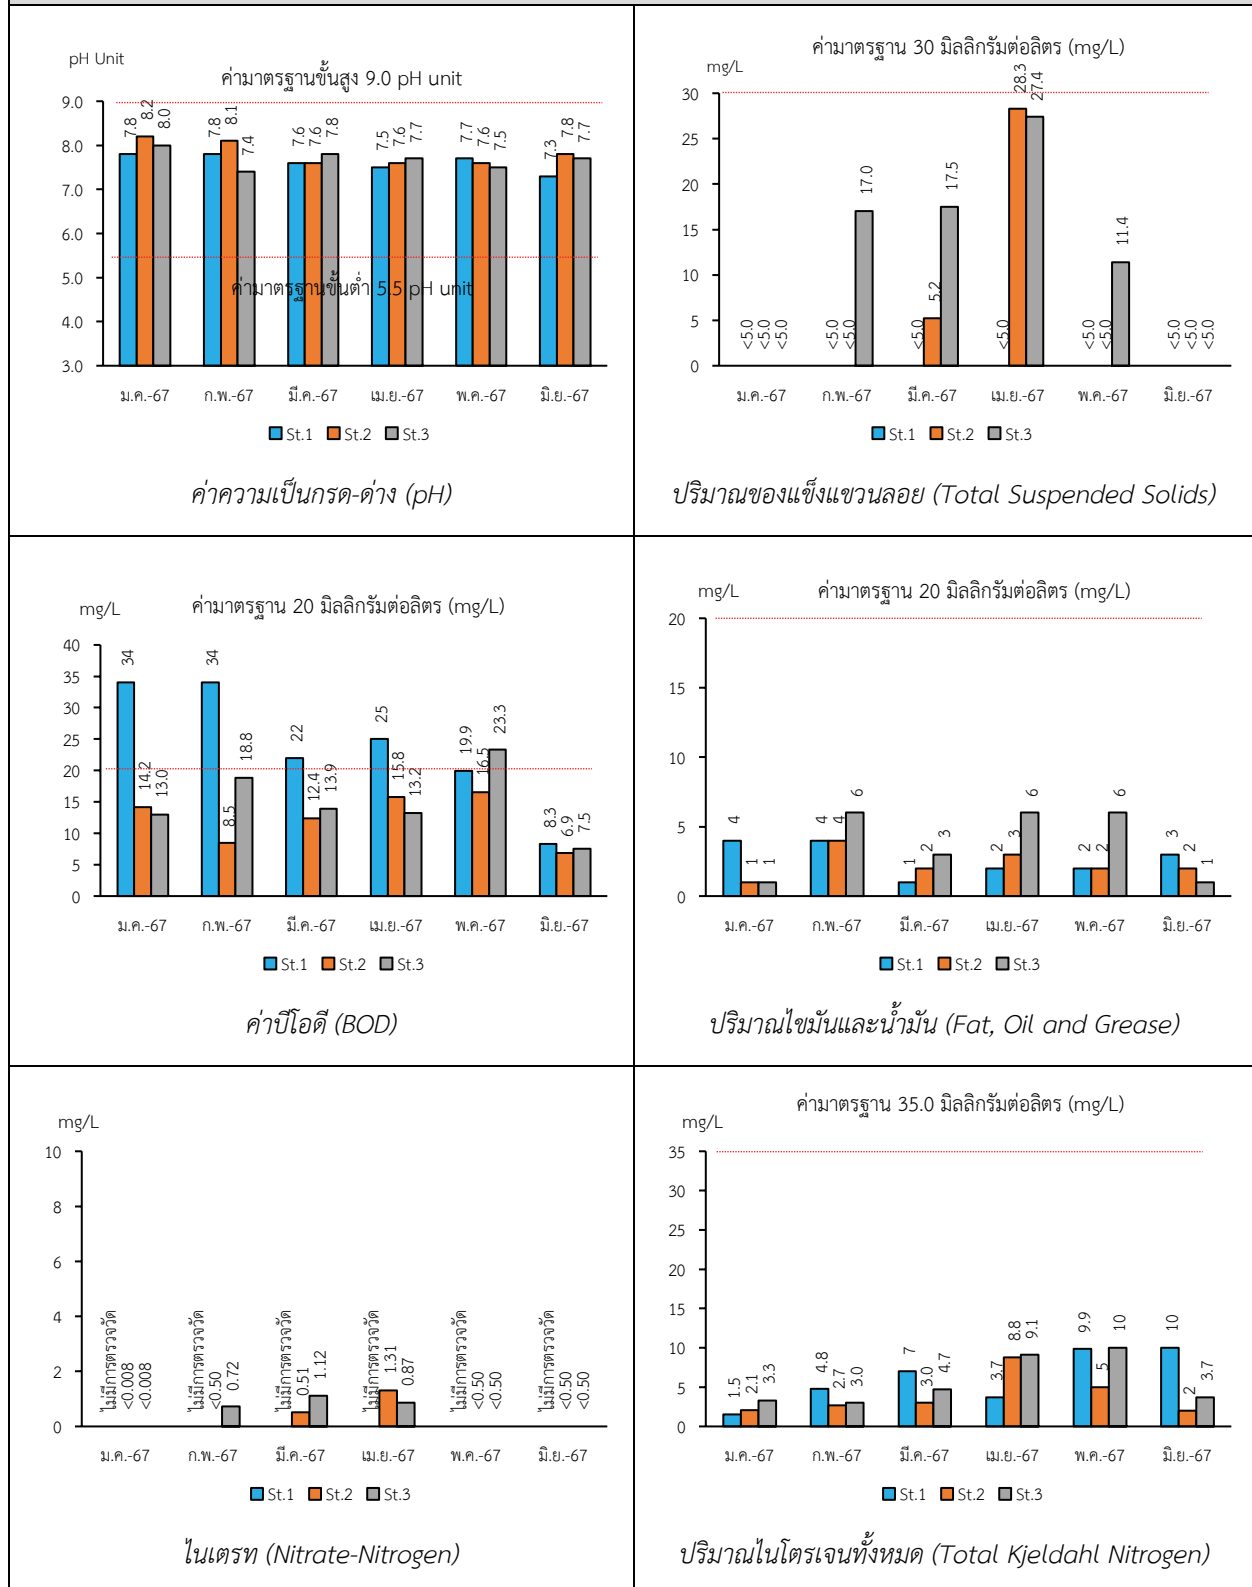 pH Unit
ค่ามาตรฐานขั้นสูง 9.0 pH unit
9.0
8.0
7.0
6.0
5.0
4.0
3.0
7.8 8.2 8.0 7.8 8.1 7.4 7.6 7.6 7.8 7.5 7.6 7.7 7.7 7.6 7.5 7.3 7.8 7.7
ค่ามาตรฐานขั้นต่ำ 5.5 pH unit
ม.ค.-67 ก.พ.-67 มี.ค.-67 เม.ย.-67 พ.ค.-67 มิ.ย.-67
St.1 St.2 St.3
ค่าความเป็นกรด-ด่าง (pH)
ค่ามาตรฐาน 30 มิลลิกรัมต่อลิตร (mg/L)
mg/L
30
25
20
15
10
5
0
<5.0 <5.0 <5.0 <5.0 <5.0 17.0 <5.0 5.2 17.5 <5.0 28.3 27.4 <5.0 <5.0 11.4 <5.0 <5.0 <5.0
ม.ค.-67 ก.พ.-67 มี.ค.-67 เม.ย.-67 พ.ค.-67 มิ.ย.-67
St.1 St.2 St.3
ปริมาณของแข็งแขวนลอย (Total Suspended Solids)
mg/L
ค่ามาตรฐาน 20 มิลลิกรัมต่อลิตร (mg/L)
40
35
30
25
20
15
10
5
0
34 14.2 13.0 34 8.5 18.8 22 12.4 13.9 25 15.8 13.2 19.9 16.5 23.3 8.3 6.9 7.5
ม.ค.-67 ก.พ.-67 มี.ค.-67 เม.ย.-67 พ.ค.-67 มิ.ย.-67
St.1 St.2 St.3
ค่าบีโอดี (BOD)
mg/L
ค่ามาตรฐาน 20 มิลลิกรัมต่อลิตร (mg/L)
20
15
10
5
0
4 1 1 4 4 6 1 2 3 2 3 6 2 2 6 3 2 1
ม.ค.-67 ก.พ.-67 มี.ค.-67 เม.ย.-67 พ.ค.-67 มิ.ย.-67
St.1 St.2 St.3
ปริมาณไขมันและน้ำมัน (Fat, Oil and Grease)
mg/L
10
8
6
4
2
0
ไม่มีการตรวจวัด <0.008 <0.008 ไม่มีการตรวจวัด <0.50 0.72 ไม่มีการตรวจวัด 0.51 1.12 ไม่มีการตรวจวัด 1.31 0.87 ไม่มีการตรวจวัด <0.50 <0.50 ไม่มีการตรวจวัด <0.50 <0.50
ม.ค.-67 ก.พ.-67 มี.ค.-67 เม.ย.-67 พ.ค.-67 มิ.ย.-67
St.1 St.2 St.3
ไนเตรท (Nitrate-Nitrogen)
ค่ามาตรฐาน 35.0 มิลลิกรัมต่อลิตร (mg/L)
mg/L
35
30
25
20
15
10
5
0
1.5 2.1 3.3 4.8 2.7 3.0 7 3.0 4.7 3.7 8.8 9.1 9.9 5 10 10 2 3.7
ม.ค.-67 ก.พ.-67 มี.ค.-67 เม.ย.-67 พ.ค.-67 มิ.ย.-67
St.1 St.2 St.3
ปริมาณไนโตรเจนทั้งหมด (Total Kjeldahl Nitrogen)